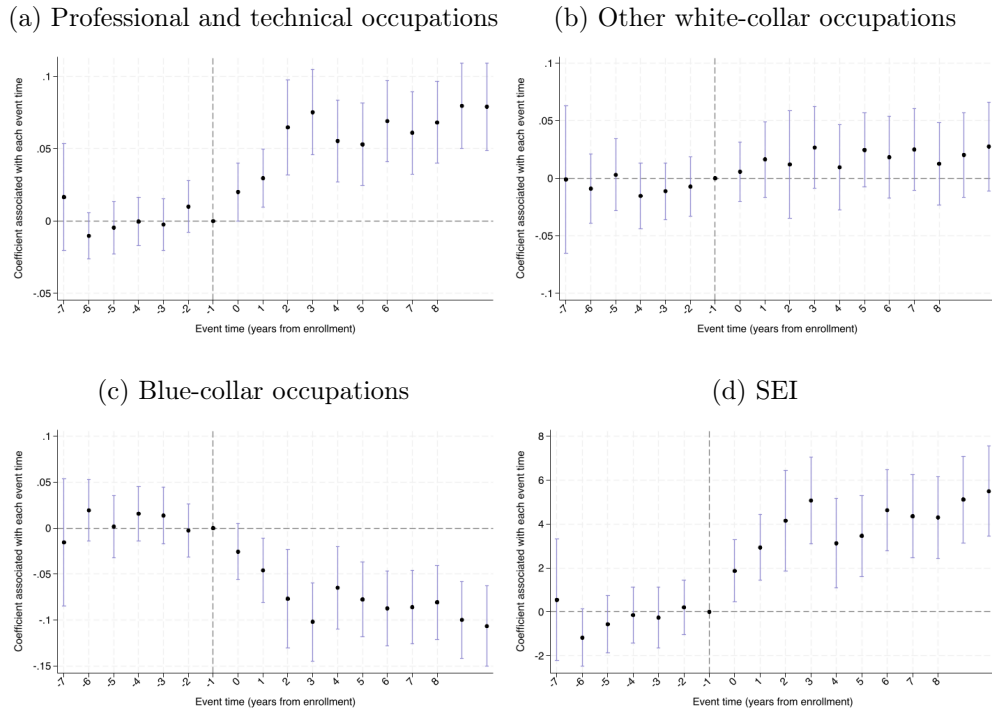 (a) Professional and technical occupations
Coefficient associated with each event time
.1
.05
0
-.05
-7 -6 -5 -4 -3 -2 -1 0 1 2 3 4 5 6 7 8
Event time (years from enrollment)
(b) Other white-collar occupations
Coefficient associated with each event time
.1
.05
0
-.05
-.1
-7 -6 -5 -4 -3 -2 -1 0 1 2 3 4 5 6 7 8
Event time (years from enrollment)
(c) Blue-collar occupations
Coefficient associated with each event time
.1
.05
0
-.05
-.1
-.15
-7 -6 -5 -4 -3 -2 -1 0 1 2 3 4 5 6 7 8
Event time (years from enrollment)
(d) SEI
Coefficient associated with each event time
8
6
4
2
0
-2
-7 -6 -5 -4 -3 -2 -1 0 1 2 3 4 5 6 7 8
Event time (years from enrollment)